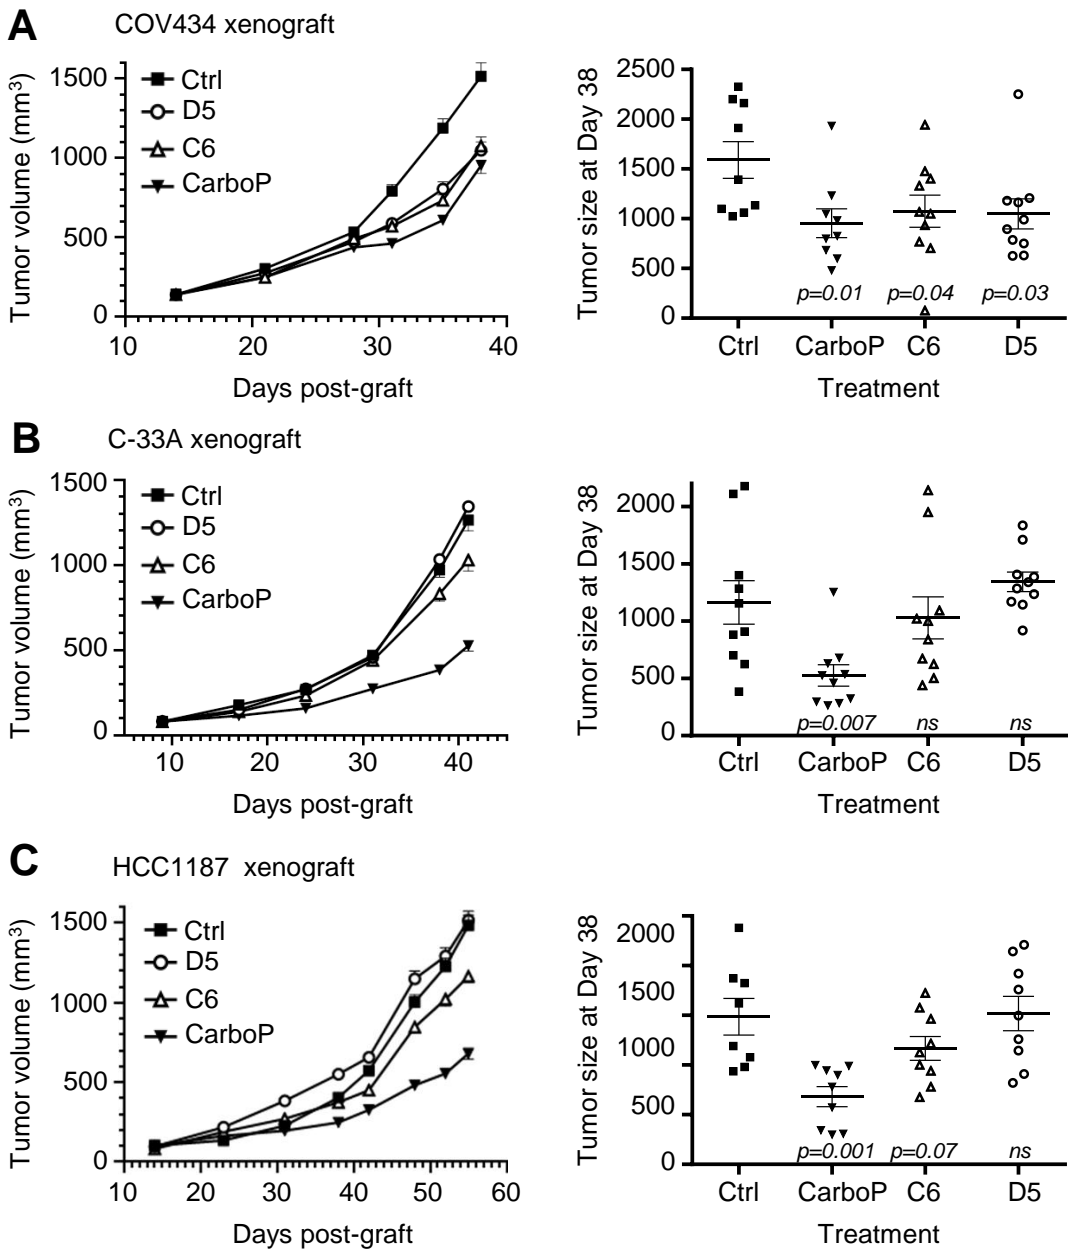 A
COV434 xenograft
Tumor volume (mm³)
1500
1000
500
0
10
20
30
40
Days post-graft
Ctrl
D5
C6
CarboP
Tumor size at Day 38
2500
2000
1500
1000
500
0
p=0.01
p=0.04
p=0.03
Ctrl
CarboP
C6
D5
Treatment
B
C-33A xenograft
Tumor volume (mm³)
1500
1000
500
0
10
20
30
40
Days post-graft
Ctrl
D5
C6
CarboP
Tumor size at Day 38
2000
1500
1000
500
0
p=0.007
ns
ns
Ctrl
CarboP
C6
D5
Treatment
C
HCC1187 xenograft
Tumor volume (mm³)
1500
1000
500
0
10
20
30
40
50
60
Days post-graft
Ctrl
D5
C6
CarboP
Tumor size at Day 38
2000
1500
1000
500
0
p=0.001
p=0.07
ns
Ctrl
CarboP
C6
D5
Treatment